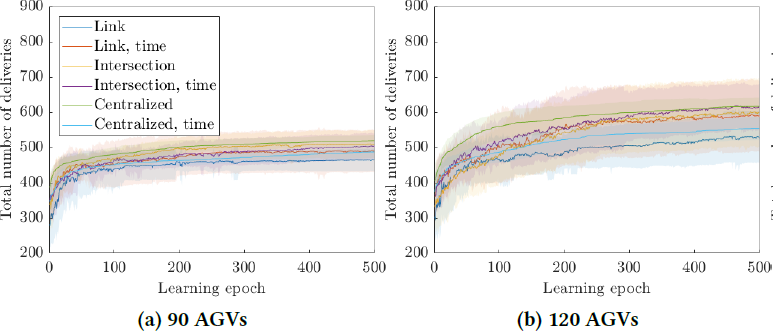 900
800
700
600
500
400
300
200
Total number of deliveries
Link
Link, time
Intersection
Intersection, time
Centralized
Centralized, time
0 100 200 300 400 500
Learning epoch
(a) 90 AGVs
900
800
700
600
500
400
300
200
Total number of deliveries
0 100 200 300 400 500
Learning epoch
(b) 120 AGVs